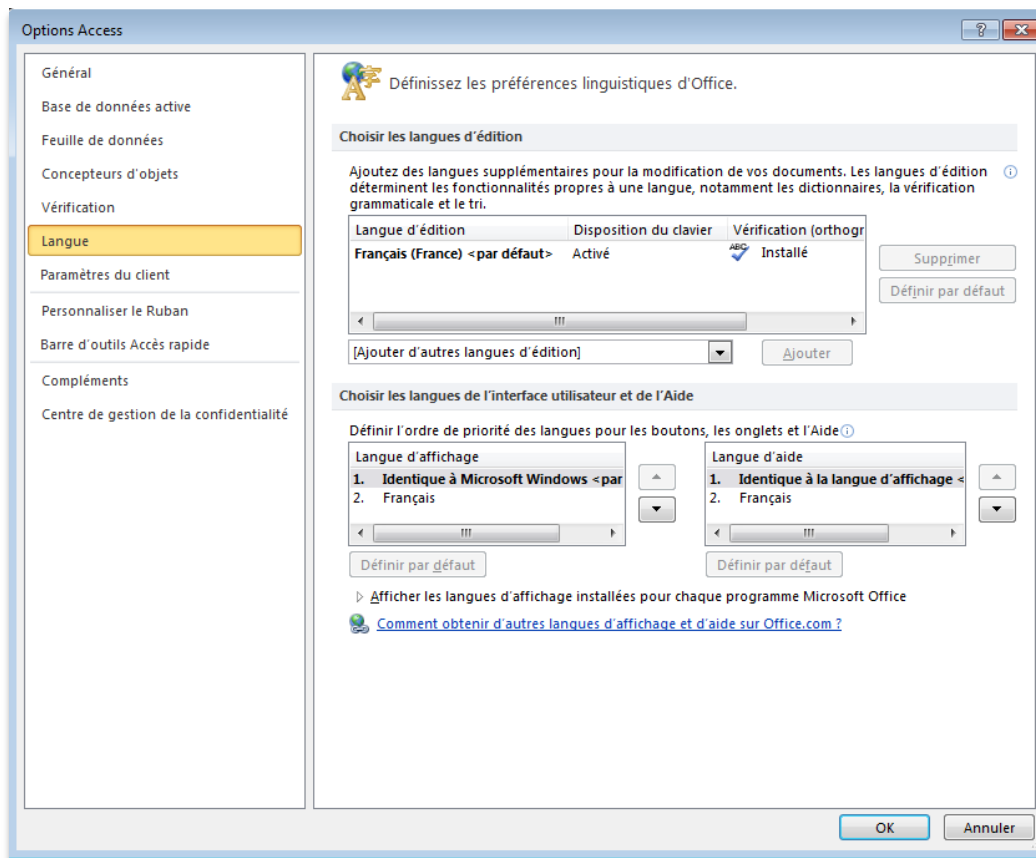 Options Access
Général
Base de données active
Feuille de données
Concepteurs d'objets
Vérification
Langue
Paramètres du client
Personnaliser le Ruban
Barre d'outils Accès rapide
Compléments
Centre de gestion de la confidentialité
Définissez les préférences linguistiques d'Office.
Choisir les langues d'édition
Ajoutez des langues supplémentaires pour la modification de vos documents. Les langues d'édition
déterminent les fonctionnalités propres à une langue, notamment les dictionnaires, la vérification
grammaticale et le tri.
Langue d'édition Disposition du clavier Vérification (orthogr
Français (France) <par défaut> Activé ABC Installé
Supprimer
Définir par défaut
[Ajouter d'autres langues d'édition] Ajouter
Choisir les langues de l'interface utilisateur et de l'Aide
Définir l'ordre de priorité des langues pour les boutons, les onglets et l'Aide
Langue d'affichage
1. Identique à Microsoft Windows <par
2. Français
Définir par défaut
Langue d'aide
1. Identique à la langue d'affichage <
2. Français
Définir par défaut
Afficher les langues d'affichage installées pour chaque programme Microsoft Office
Comment obtenir d'autres langues d'affichage et d'aide sur Office.com ?
OK Annuler